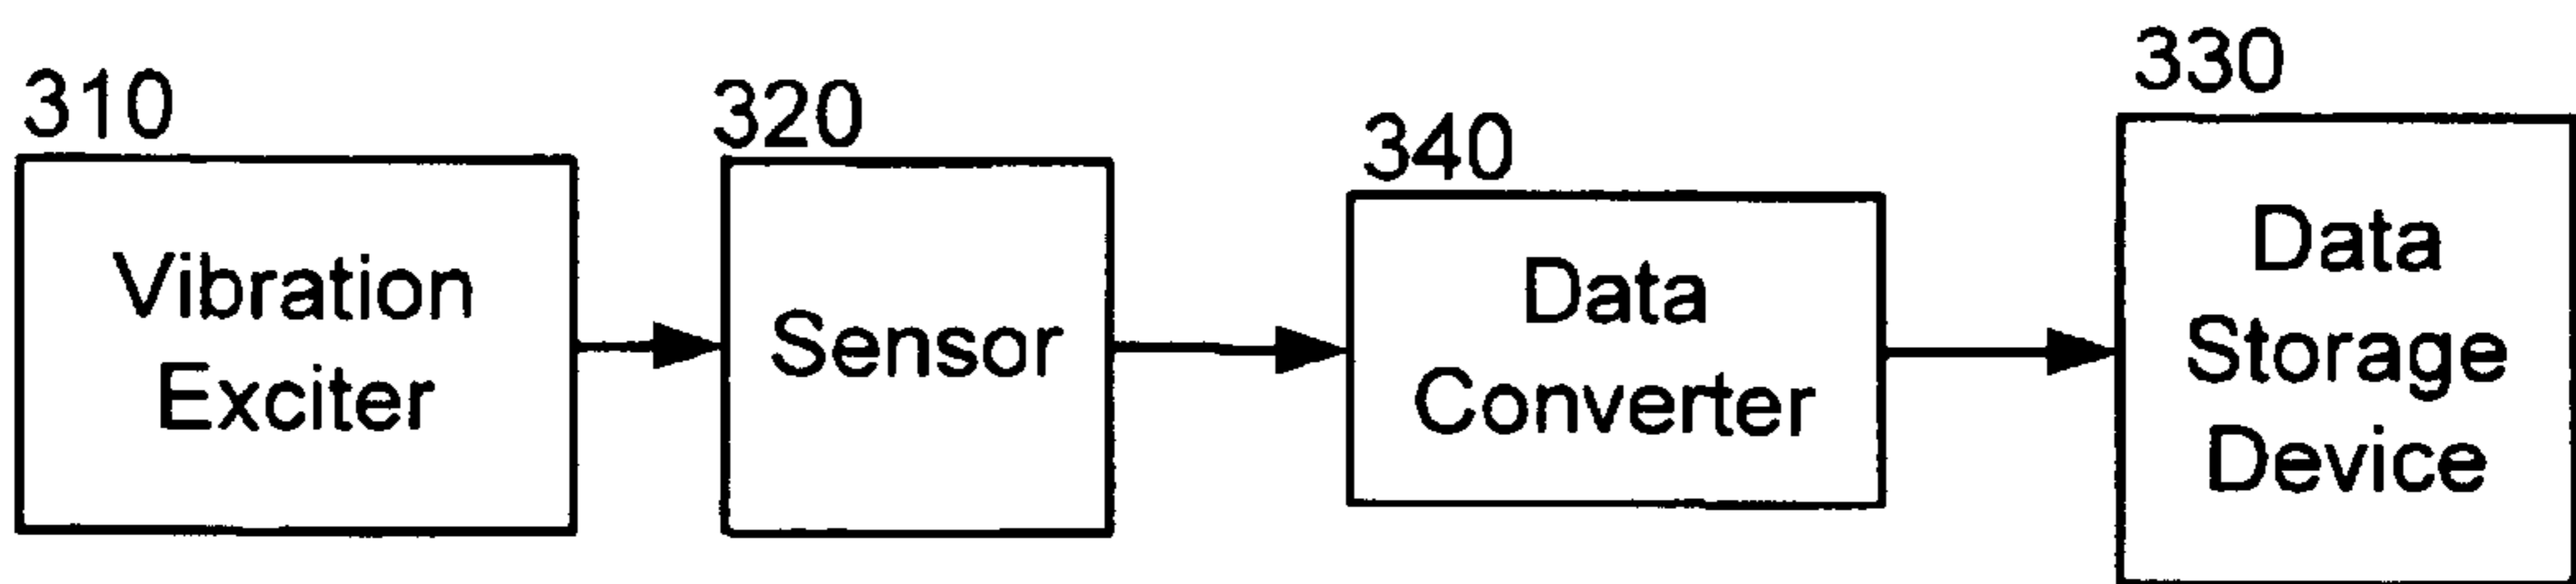 310
Vibration
Exciter
320
Sensor
340
Data
Converter
330
Data
Storage
Device